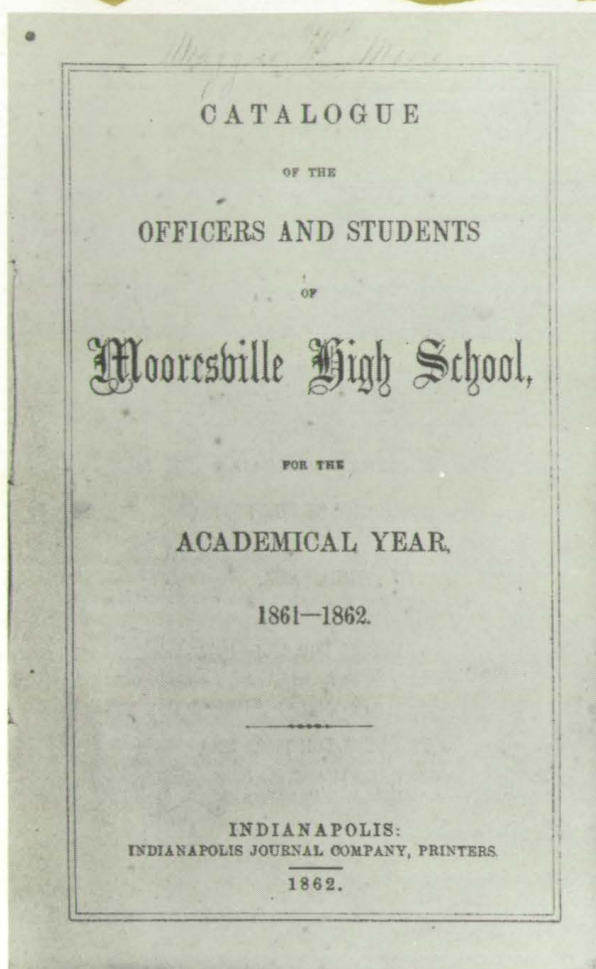 CATALOGUE
OF THE
OFFICERS AND STUDENTS
OF
Mooresville High School,
FOR THE
ACADEMICAL YEAR,
1861—1862.
INDIANAPOLIS:
INDIANAPOLIS JOURNAL COMPANY, PRINTERS.
1862.